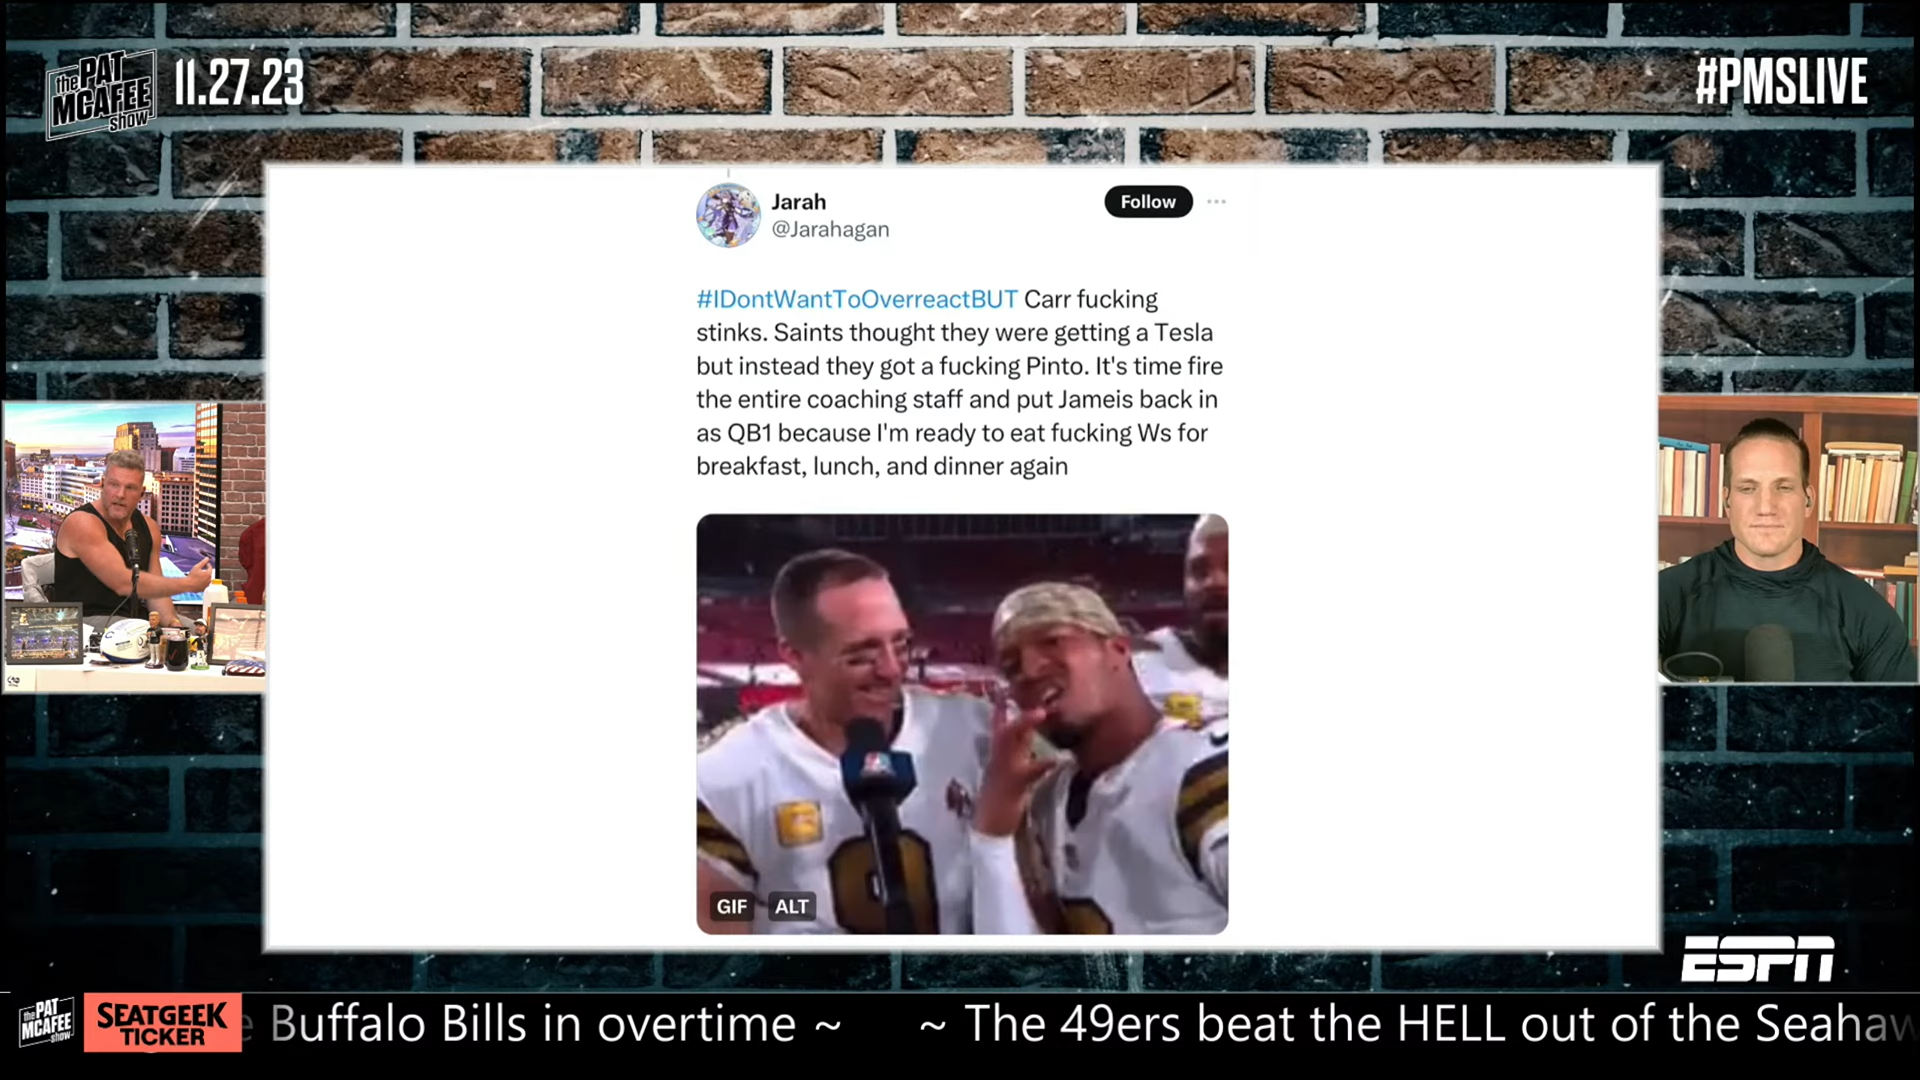 the PAT MCAFEE show
11.27.23
#PMSLIVE
Jarah
@Jarahagan
Follow
#IDontWantToOverreactBUT Carr fucking
stinks. Saints thought they were getting a Tesla
but instead they got a fucking Pinto. It's time fire
the entire coaching staff and put Jameis back in
as QB1 because I'm ready to eat fucking Ws for
breakfast, lunch, and dinner again
9
GIF
ALT
ESPN
the PAT MCAFEE show
SEATGEEK
TICKER
e Buffalo Bills in overtime ~ ~ The 49ers beat the HELL out of the Seahaw